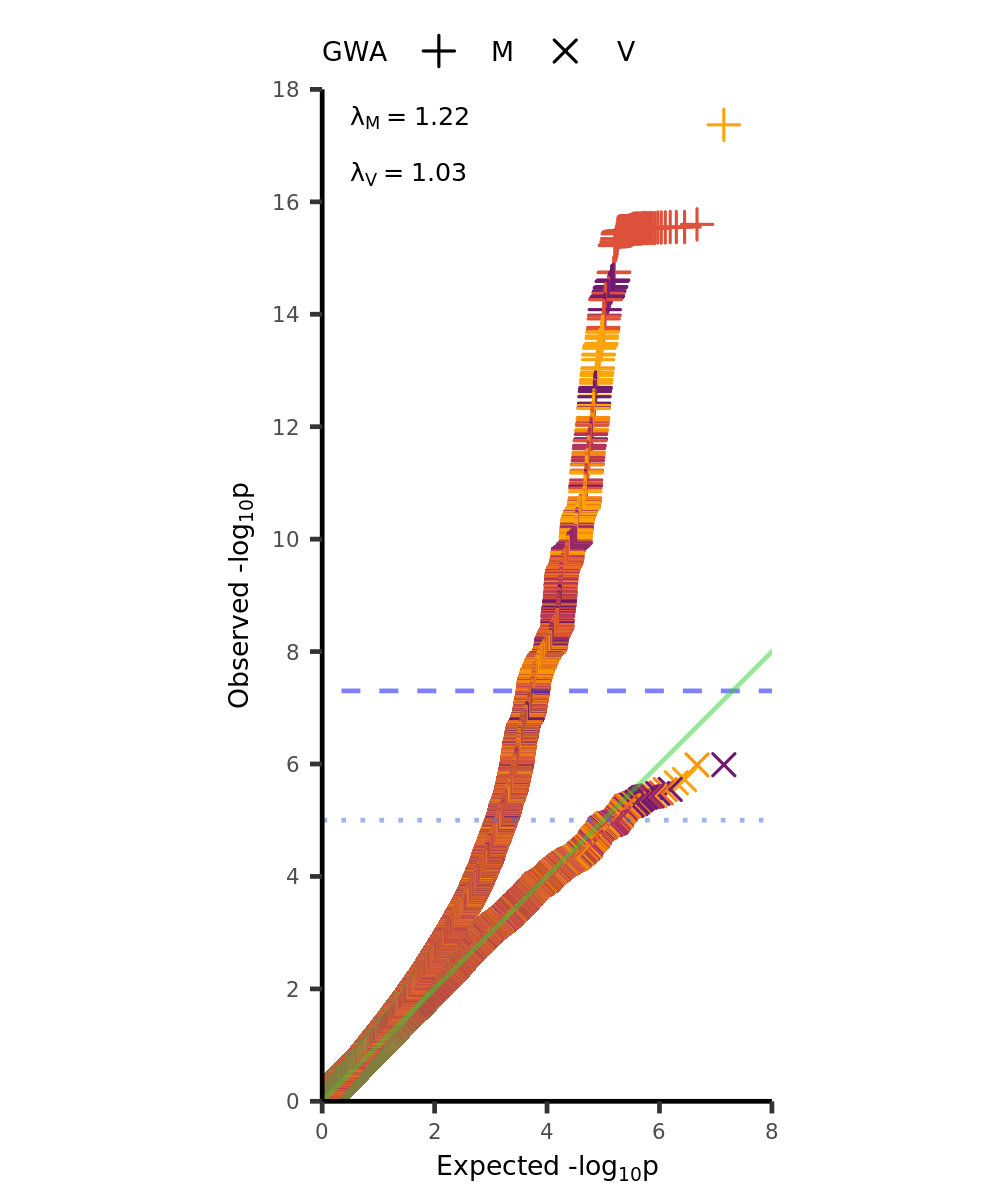 GWA M V
λM = 1.22
λV = 1.03
18
16
14
12
10
8
6
4
2
0
Observed -log10p
0 2 4 6 8
Expected -log10p